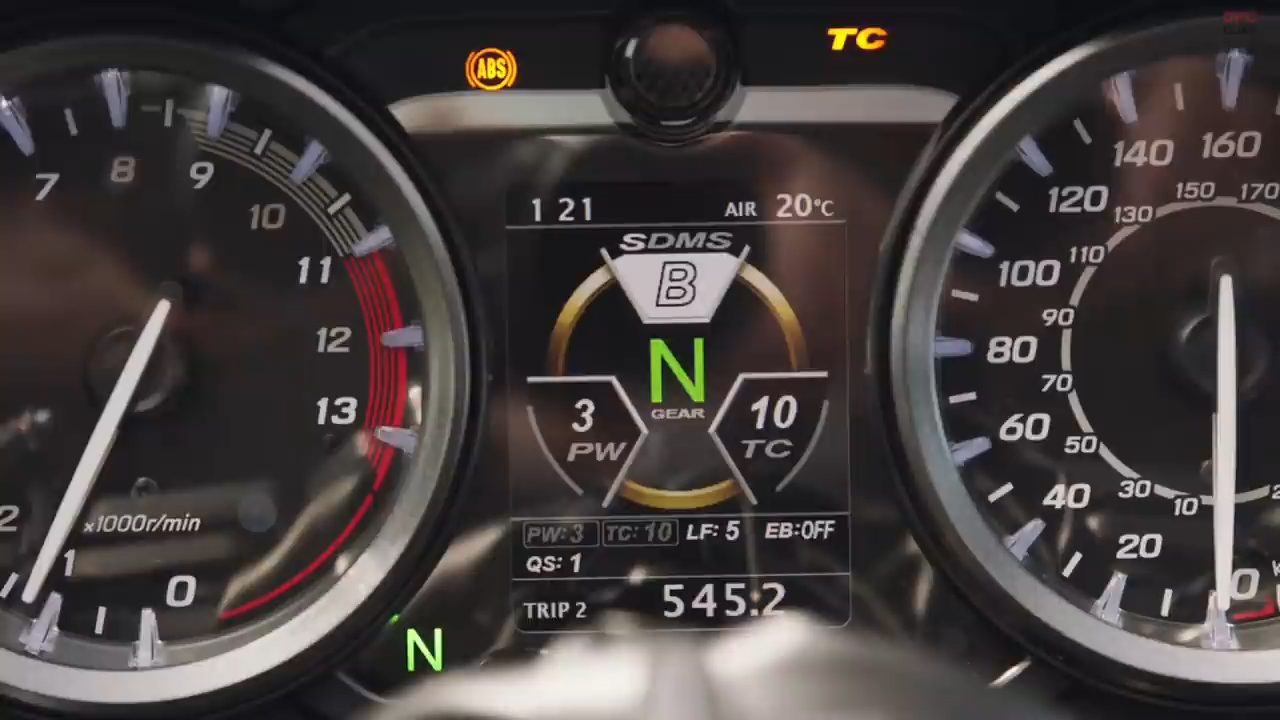 ABS
TC
7
8
9
10
11
12
13
2
1
0
x1000r/min
N
1 21 AIR 20°C
SDMS
B
N
GEAR
3
PW
10
TC
PW: 3 TC: 10 LF: 5 EB:OFF
QS: 1
TRIP 2 545.2
160
140
120
100
80
60
40
20
0
170
150
130
110
90
70
50
30
10